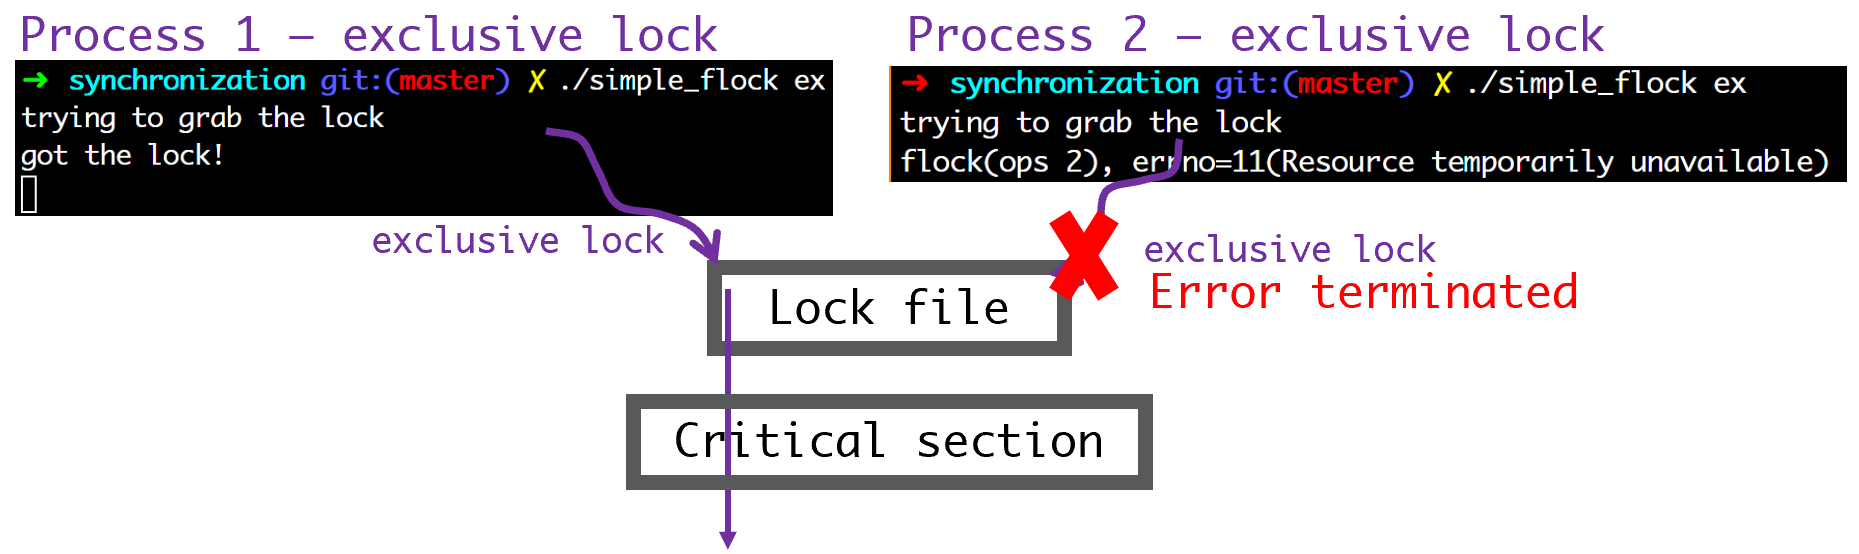 Process 1 – exclusive lock
➜ synchronization git:(master) ✗ ./simple_flock ex
trying to grab the lock
got the lock!
Process 2 – exclusive lock
➜ synchronization git:(master) ✗ ./simple_flock ex
trying to grab the lock
flock(ops 2), errno=11(Resource temporarily unavailable)
exclusive lock
exclusive lock
Error terminated
Lock file
Critical section